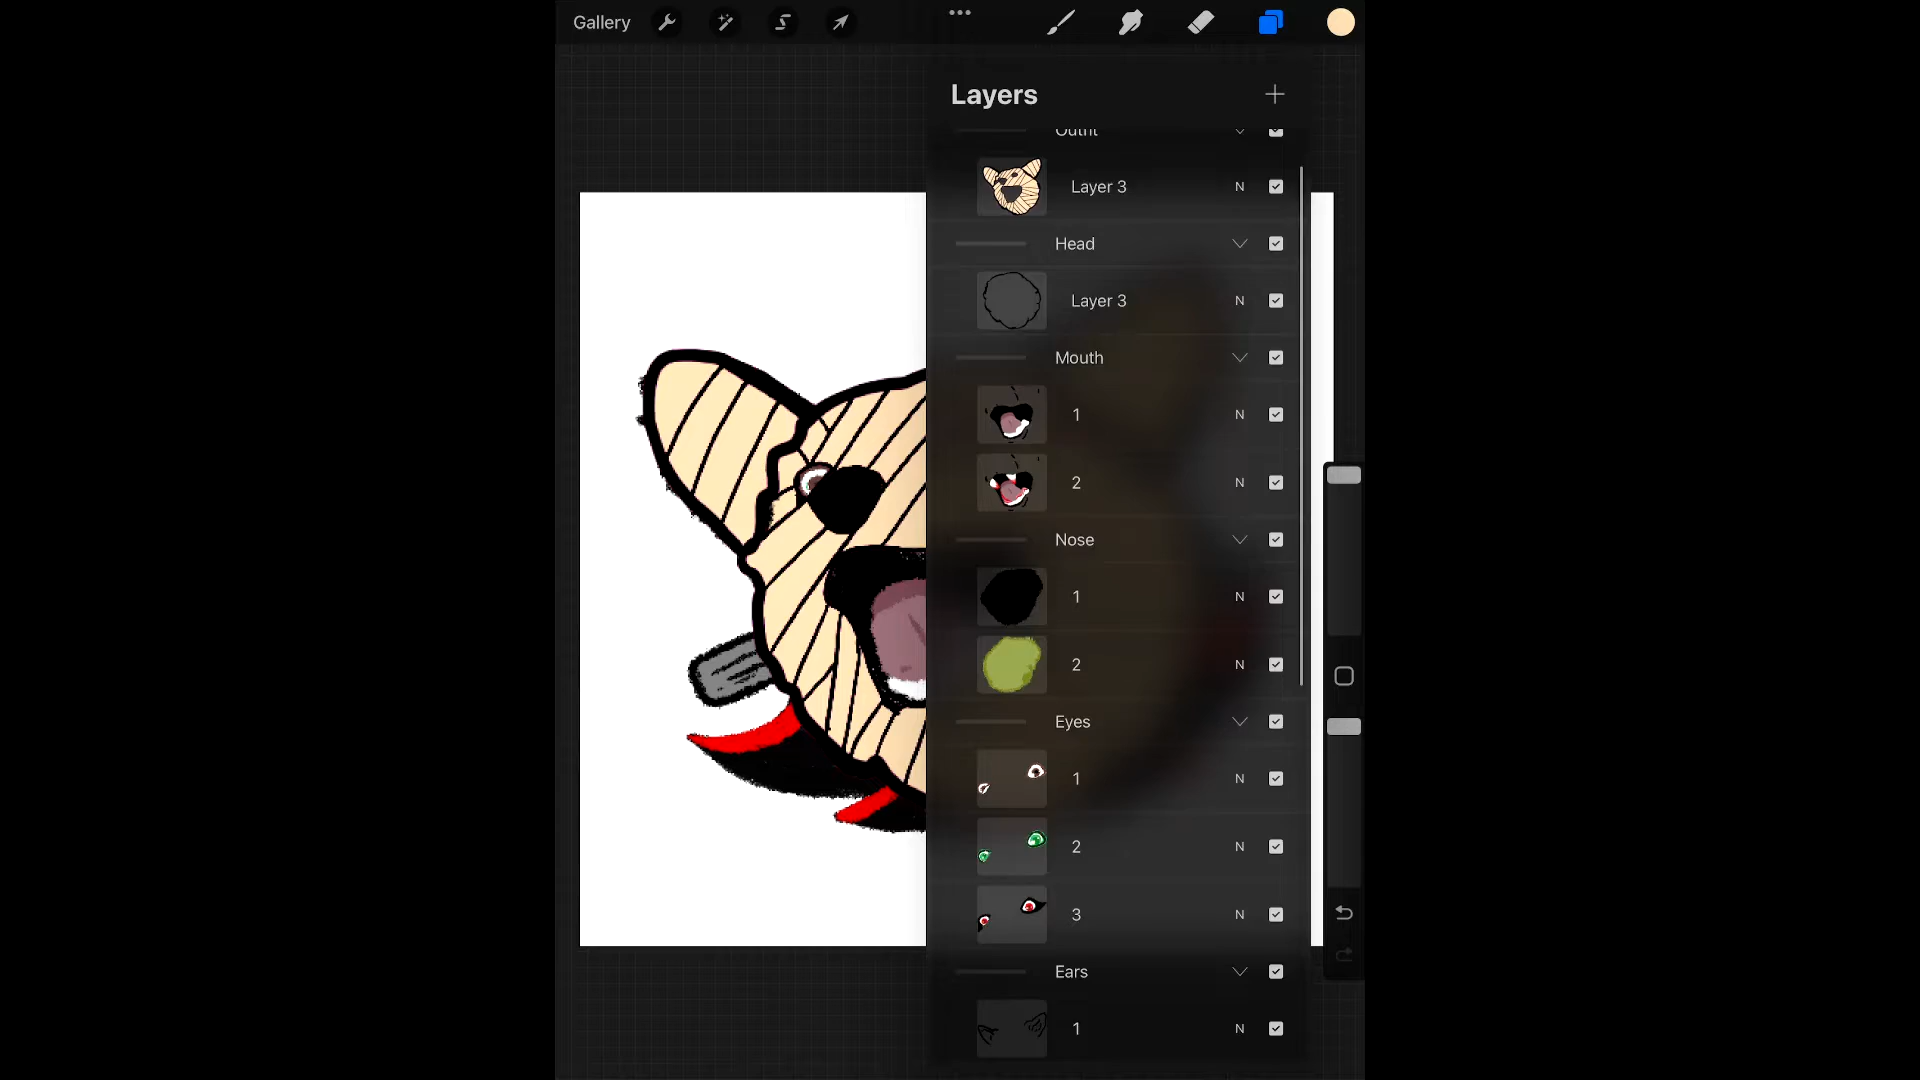 Gallery
Layers
Outfit
Layer 3 N
Head
Layer 3 N
Mouth
1 N
2 N
Nose
1 N
2 N
Eyes
1 N
2 N
3 N
Ears
1 N